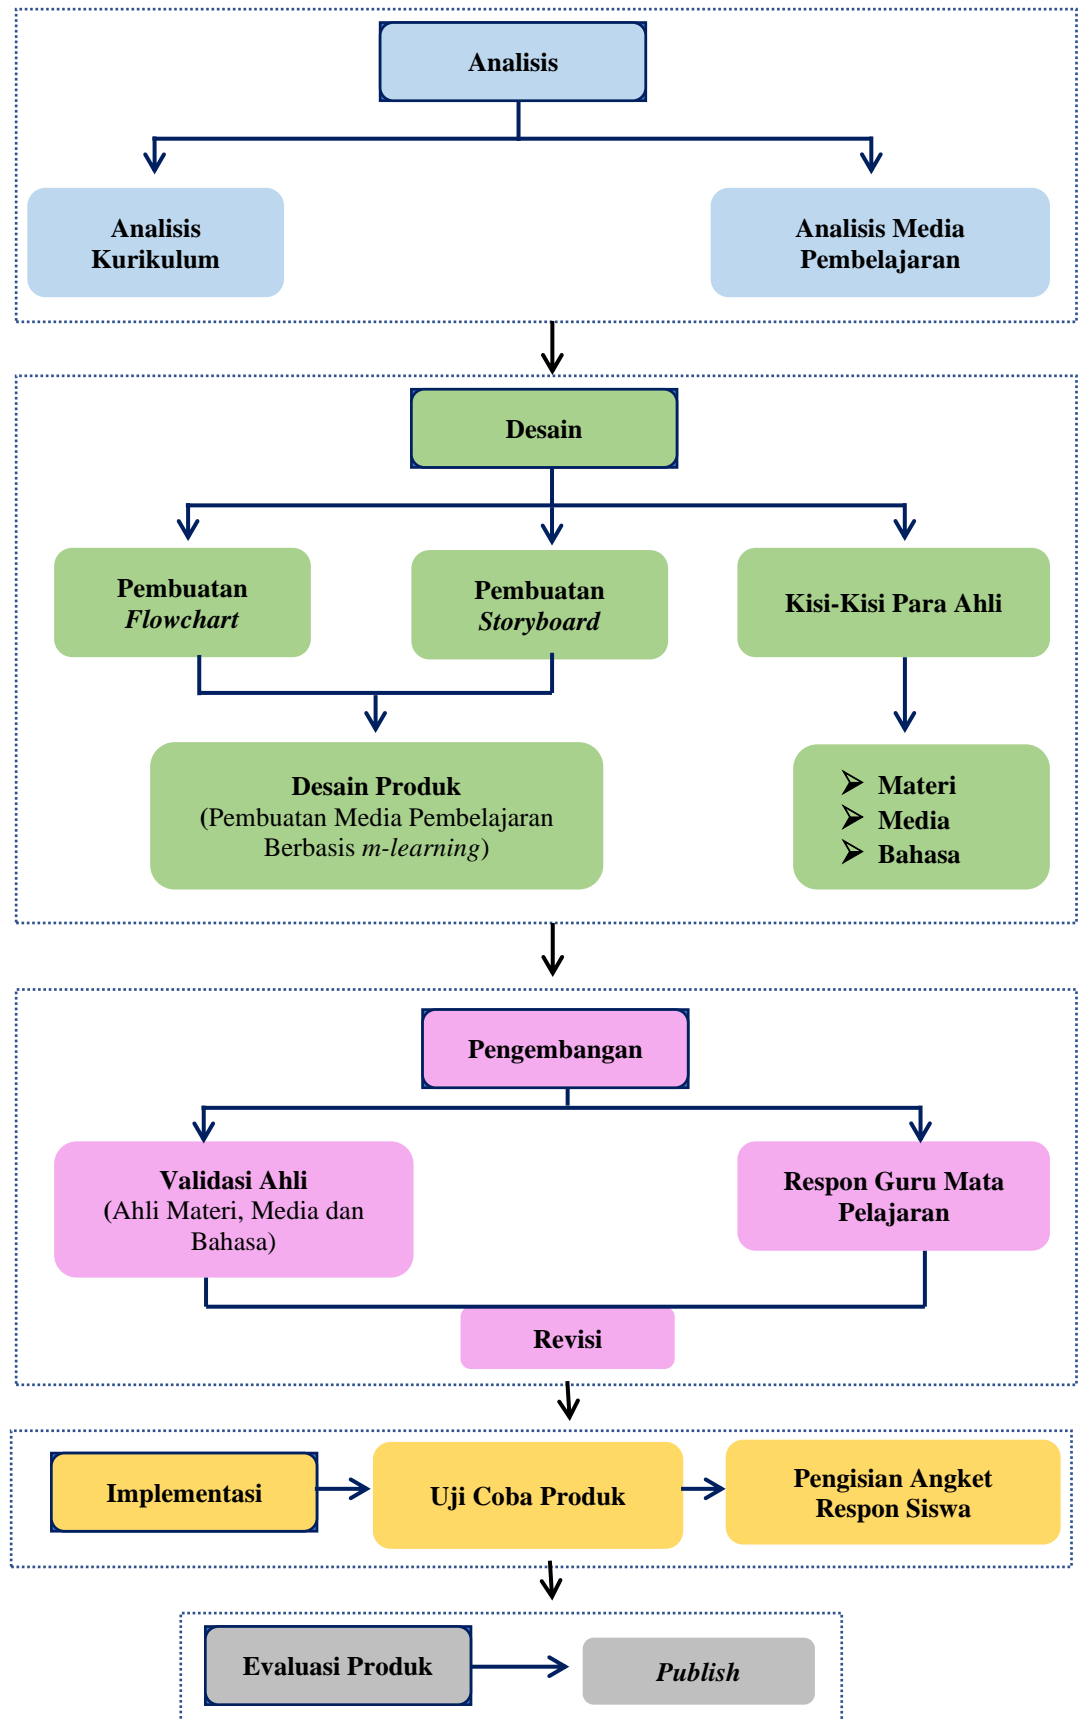 Analisis
Analisis
Kurikulum
Analisis Media
Pembelajaran
Desain
Pembuatan
Flowchart
Pembuatan
Storyboard
Kisi-Kisi Para Ahli
Desain Produk
(Pembuatan Media Pembelajaran
Berbasis m-learning)
➢ Materi
➢ Media
➢ Bahasa
Pengembangan
Validasi Ahli
(Ahli Materi, Media dan
Bahasa)
Respon Guru Mata
Pelajaran
Revisi
Implementasi
Uji Coba Produk
Pengisian Angket
Respon Siswa
Evaluasi Produk
Publish